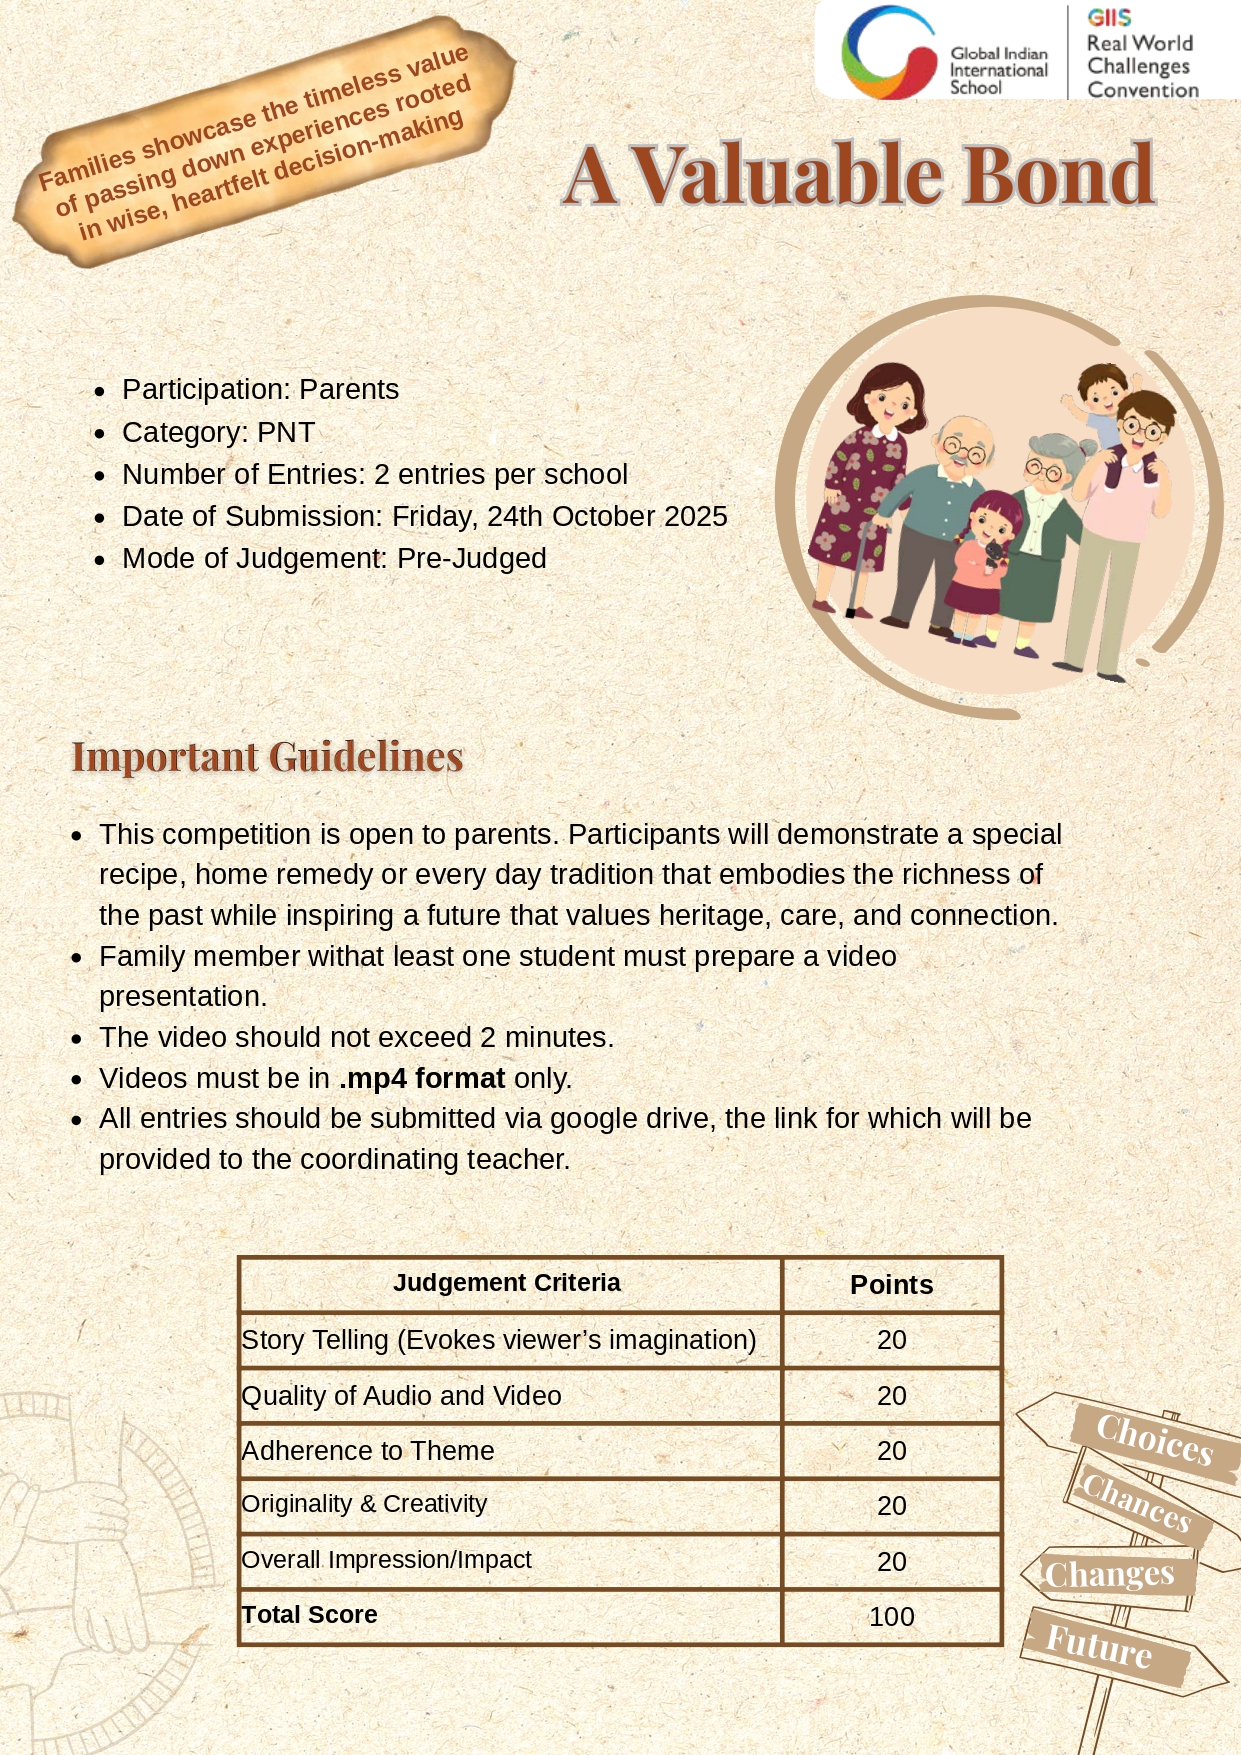 Families showcase the timeless value
of passing down experiences rooted
in wise, heartfelt decision-making
Global Indian
International
School
GIIS
Real World
Challenges
Convention
A Valuable Bond
• Participation: Parents
• Category: PNT
• Number of Entries: 2 entries per school
• Date of Submission: Friday, 24th October 2025
• Mode of Judgement: Pre-Judged
Important Guidelines
• This competition is open to parents. Participants will demonstrate a special
recipe, home remedy or every day tradition that embodies the richness of
the past while inspiring a future that values heritage, care, and connection.
• Family member withat least one student must prepare a video
presentation.
• The video should not exceed 2 minutes.
• Videos must be in .mp4 format only.
• All entries should be submitted via google drive, the link for which will be
provided to the coordinating teacher.
Judgement Criteria Points
Story Telling (Evokes viewer’s imagination) 20
Quality of Audio and Video 20
Adherence to Theme 20
Originality & Creativity 20
Overall Impression/Impact 20
Total Score 100
Choices
Chances
Changes
Future